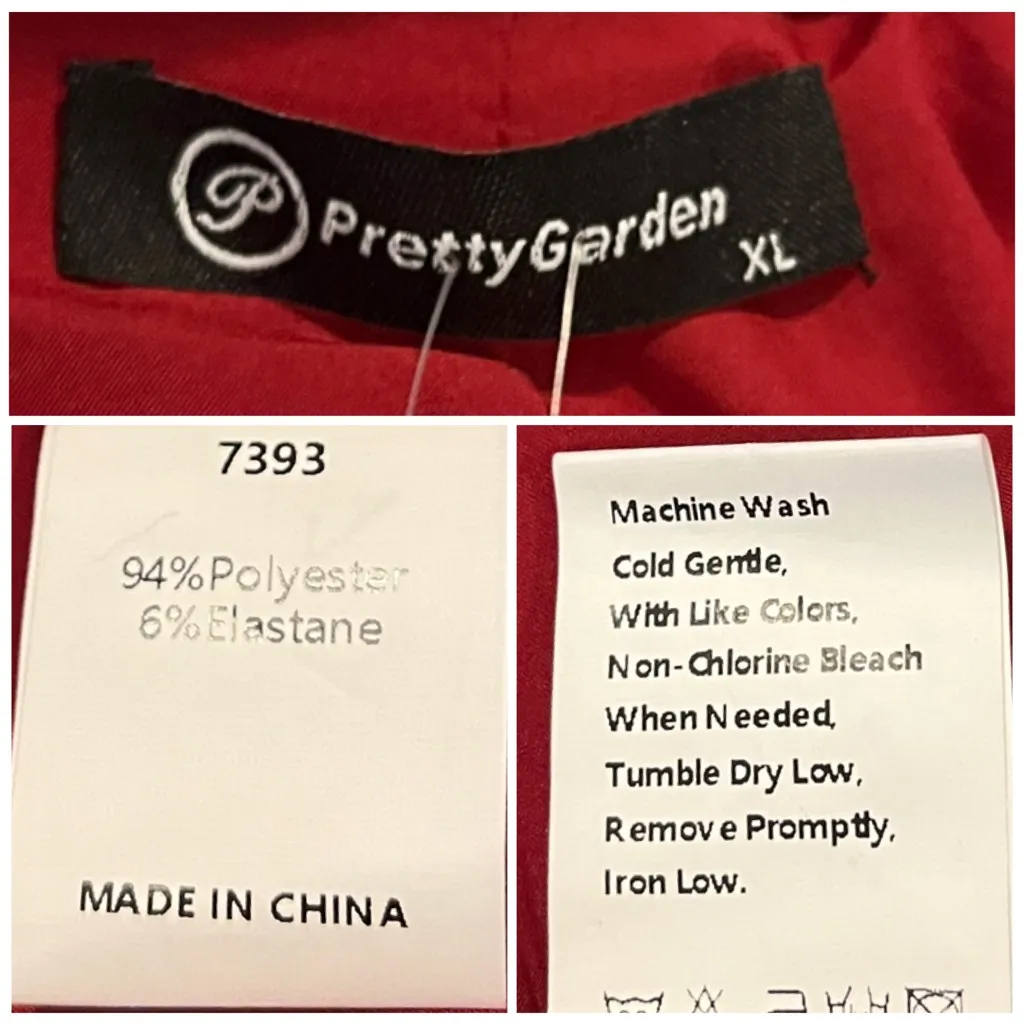 P PrettyGarden
XL
7393
94%Polyester
6%Elastane
MADE IN CHINA
Machine Wash
Cold Gentle,
With Like Colors,
Non-Chlorine Bleach
When Needed,
Tumble Dry Low,
Remove Promptly,
Iron Low.